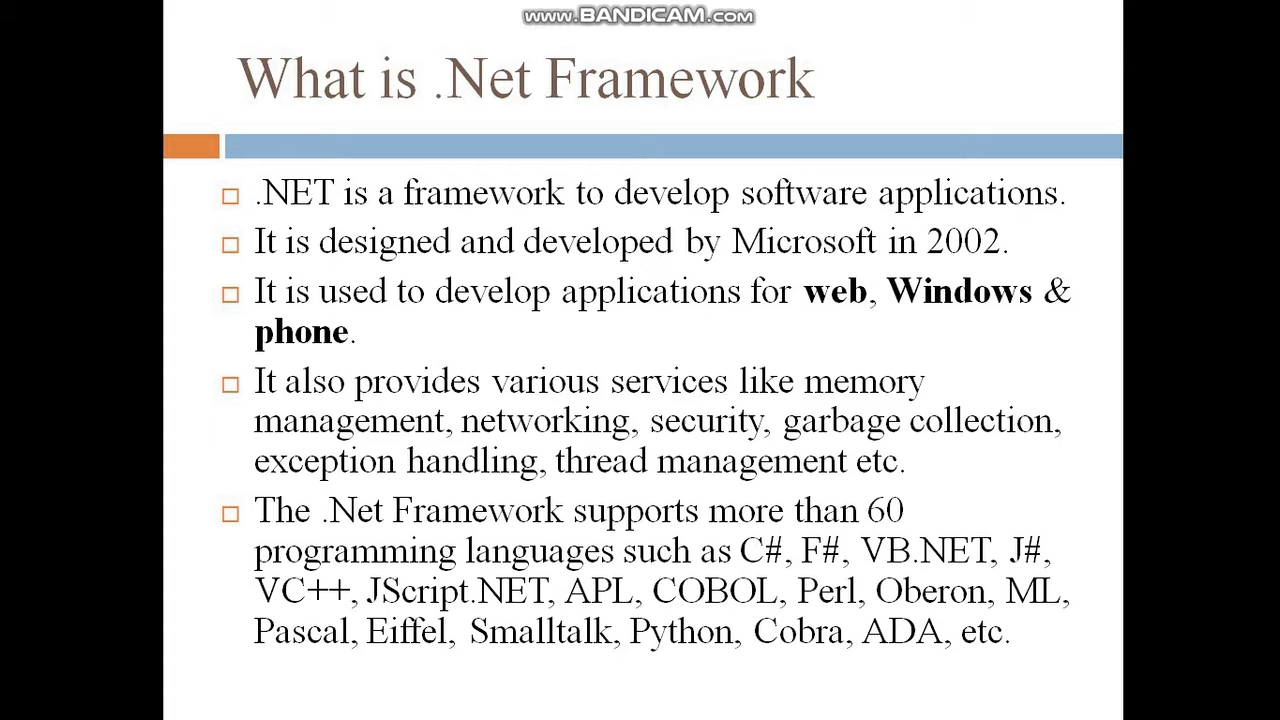 www.BANDICAM.com
What is .Net Framework
.NET is a framework to develop software applications.
It is designed and developed by Microsoft in 2002.
It is used to develop applications for web, Windows &
phone.
It also provides various services like memory
management, networking, security, garbage collection,
exception handling, thread management etc.
The .Net Framework supports more than 60
programming languages such as C#, F#, VB.NET, J#,
VC++, JScript.NET, APL, COBOL, Perl, Oberon, ML,
Pascal, Eiffel, Smalltalk, Python, Cobra, ADA, etc.